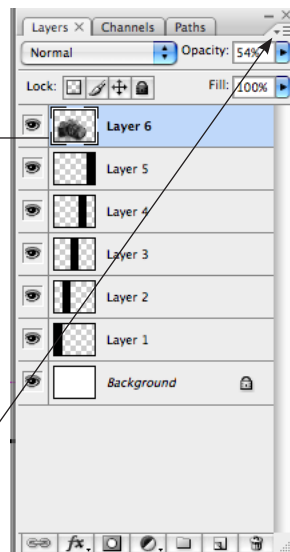 Layers × Channels Paths
Normal Opacity: 54%
Lock: Fill: 100%
Layer 6
Layer 5
Layer 4
Layer 3
Layer 2
Layer 1
Background
fx.